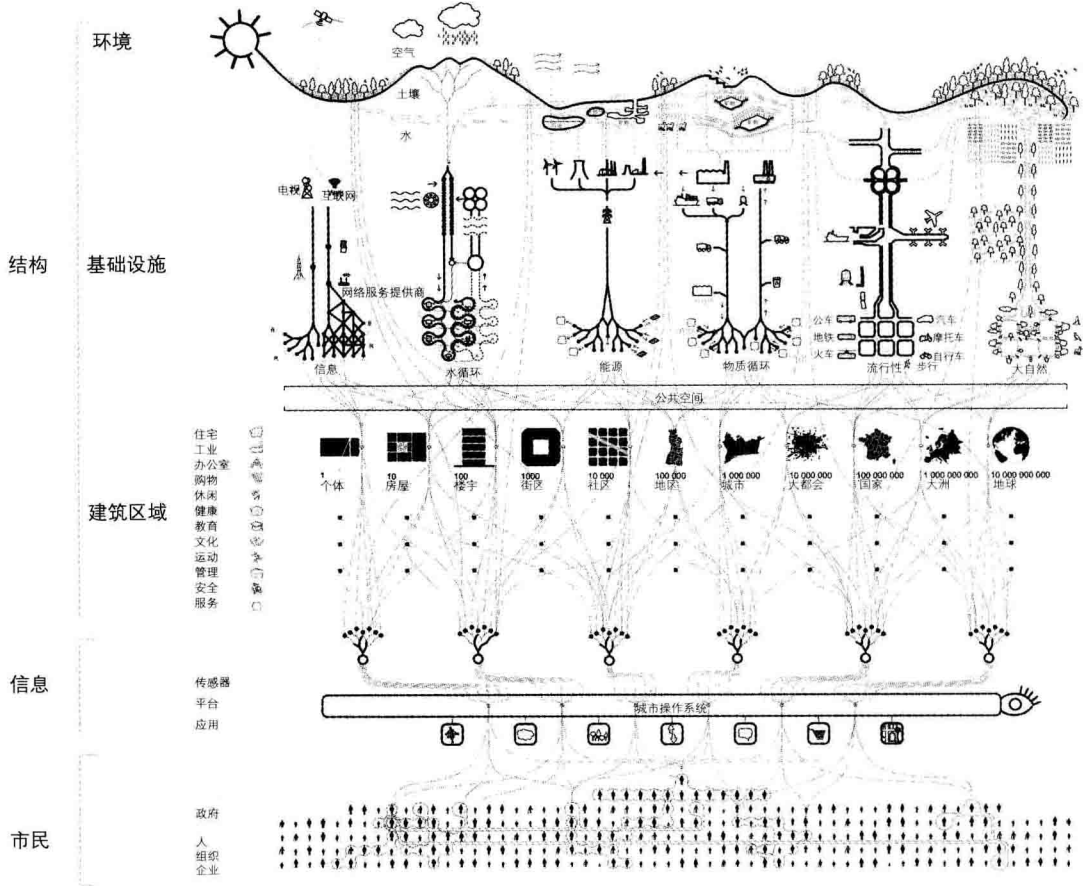 环境
空气
土壤
水
结构
基础设施
电视
互联网
网络服务提供商
公车
地铁
火车
汽车
摩托车
自行车
步行
信息
水循环
能源
物质循环
流行性
大自然
公共空间
建筑区域
住宅
工业
办公室
购物
休闲
健康
教育
文化
运动
管理
安全
服务
1
10
100
1000
10 000
100 000
1 000 000
10 000 000
100 000 000
1 000 000 000
10 000 000 000
个体
房屋
楼宇
街区
社区
地区
城市
大都会
国家
大洲
地球
信息
传感器
平台
应用
城市操作系统
市民
政府
人
组织
企业